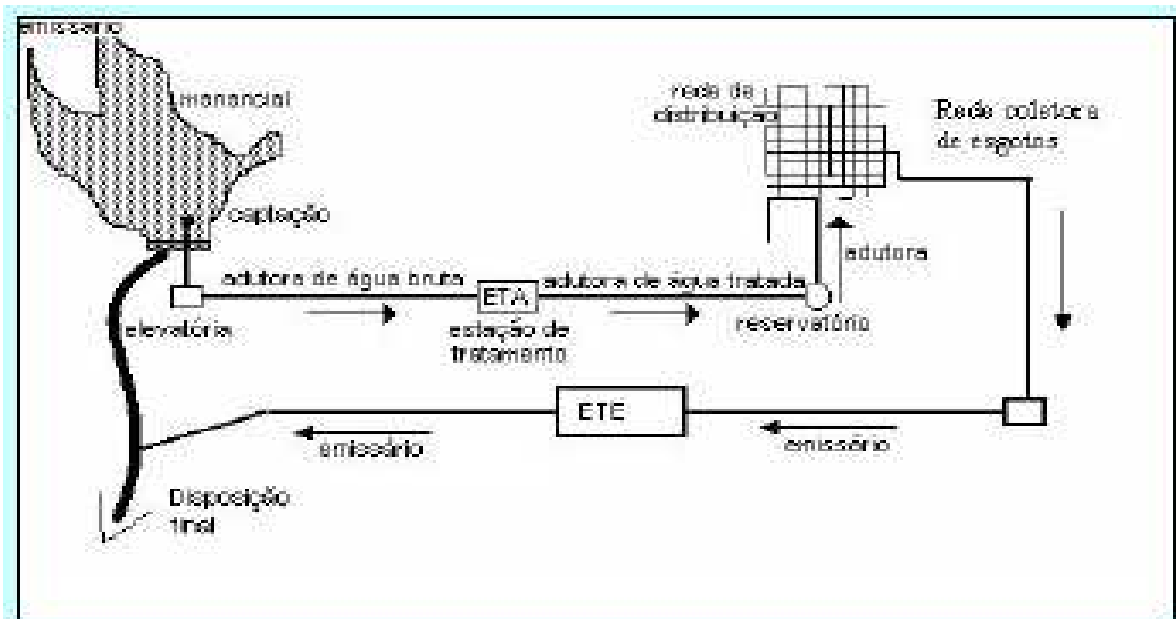 emissário
manancial
rede de
distribuição
Rede coletora
de esgotos
captação
adutora
adutora de água bruta
ETA
adutora de água tratada
elevatória
estação de
tratamento
reservatório
ETE
emissário
emissário
Disposição
final